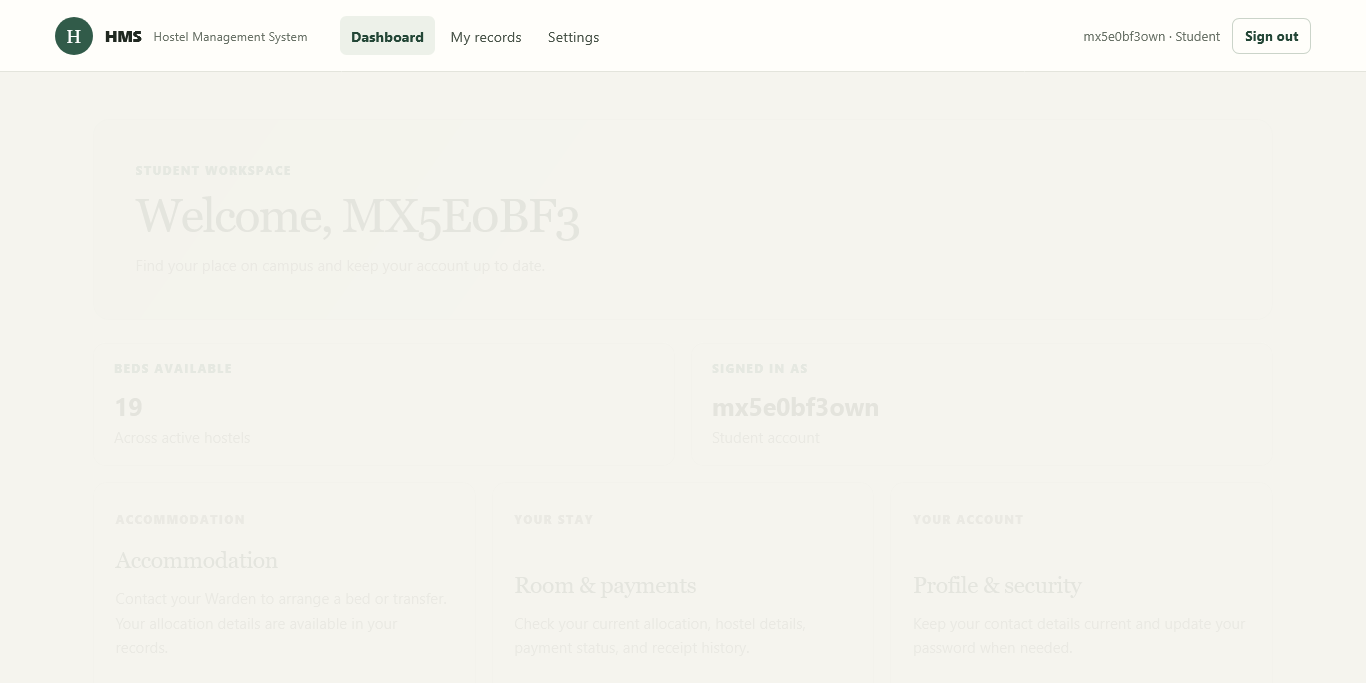 H HMS Hostel Management System Dashboard My records Settings mx5e0bf3own · Student Sign out
STUDENT WORKSPACE
Welcome, MX5E0BF3
Find your place on campus and keep your account up to date.
BEDS AVAILABLE
19
Across active hostels
SIGNED IN AS
mx5e0bf3own
Student account
ACCOMMODATION
Accommodation
Contact your Warden to arrange a bed or transfer.
Your allocation details are available in your
records.
YOUR STAY
Room & payments
Check your current allocation, hostel details,
payment status, and receipt history.
YOUR ACCOUNT
Profile & security
Keep your contact details current and update your
password when needed.